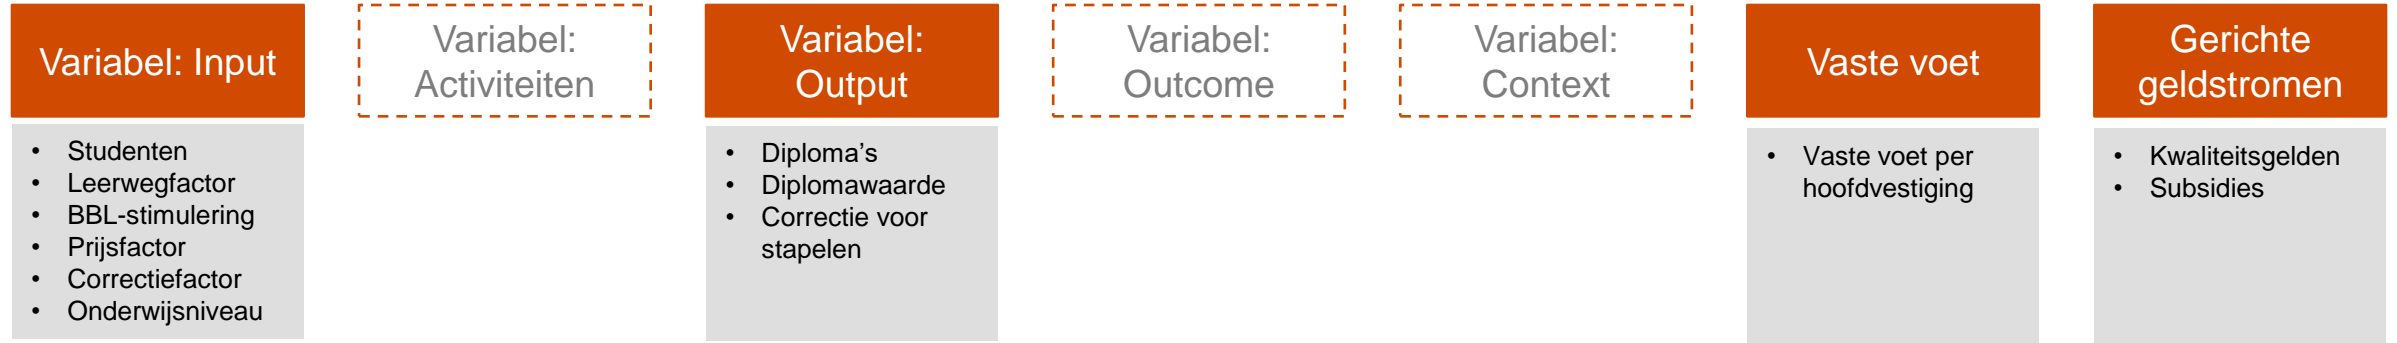 Variabel: Input
• Studenten
• Leerwegfactor
• BBL-stimulering
• Prijsfactor
• Correctiefactor
• Onderwijsniveau
Variabel:
Activiteiten
Variabel:
Output
• Diploma's
• Diplomawaarde
• Correctie voor
stapelen
Variabel:
Outcome
Variabel:
Context
Vaste voet
• Vaste voet per
hoofdvestiging
Gerichte
geldstromen
• Kwaliteitsgelden
• Subsidies